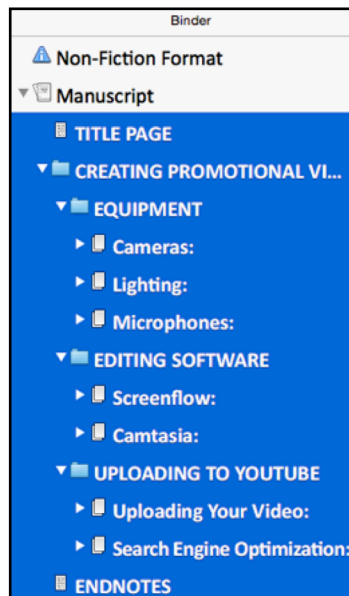 Binder
Non-Fiction Format
Manuscript
TITLE PAGE
CREATING PROMOTIONAL VI...
EQUIPMENT
Cameras:
Lighting:
Microphones:
EDITING SOFTWARE
Screenflow:
Camtasia:
UPLOADING TO YOUTUBE
Uploading Your Video:
Search Engine Optimization:
ENDNOTES